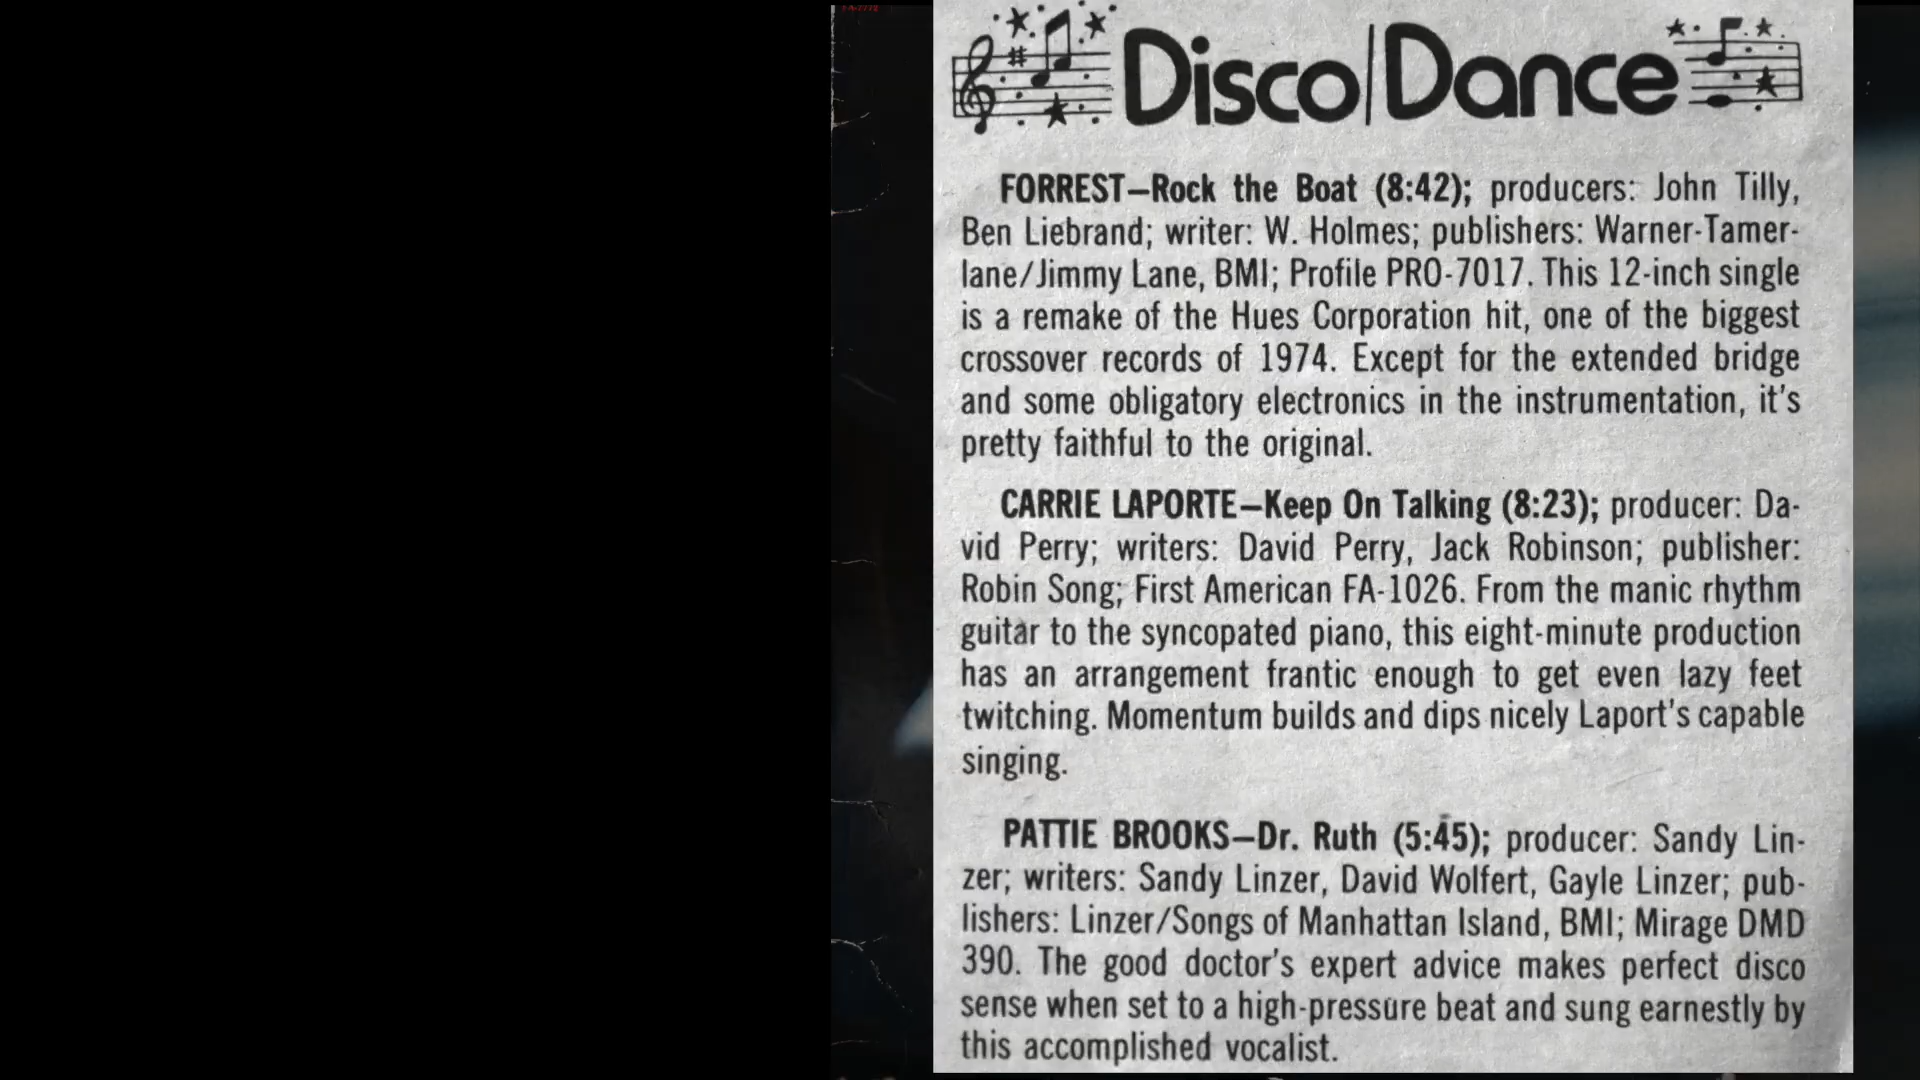 Disco/Dance
FORREST—Rock the Boat (8:42); producers: John Tilly,
Ben Liebrand; writer: W. Holmes; publishers: Warner-Tamer-
lane/Jimmy Lane, BMI; Profile PRO-7017. This 12-inch single
is a remake of the Hues Corporation hit, one of the biggest
crossover records of 1974. Except for the extended bridge
and some obligatory electronics in the instrumentation, it's
pretty faithful to the original.
CARRIE LAPORTE—Keep On Talking (8:23); producer: Da-
vid Perry; writers: David Perry, Jack Robinson; publisher:
Robin Song; First American FA-1026. From the manic rhythm
guitar to the syncopated piano, this eight-minute production
has an arrangement frantic enough to get even lazy feet
twitching. Momentum builds and dips nicely Laport's capable
singing.
PATTIE BROOKS—Dr. Ruth (5:45); producer: Sandy Lin-
zer; writers: Sandy Linzer, David Wolfert, Gayle Linzer; pub-
lishers: Linzer/Songs of Manhattan Island, BMI; Mirage DMD
390. The good doctor's expert advice makes perfect disco
sense when set to a high-pressure beat and sung earnestly by
this accomplished vocalist.